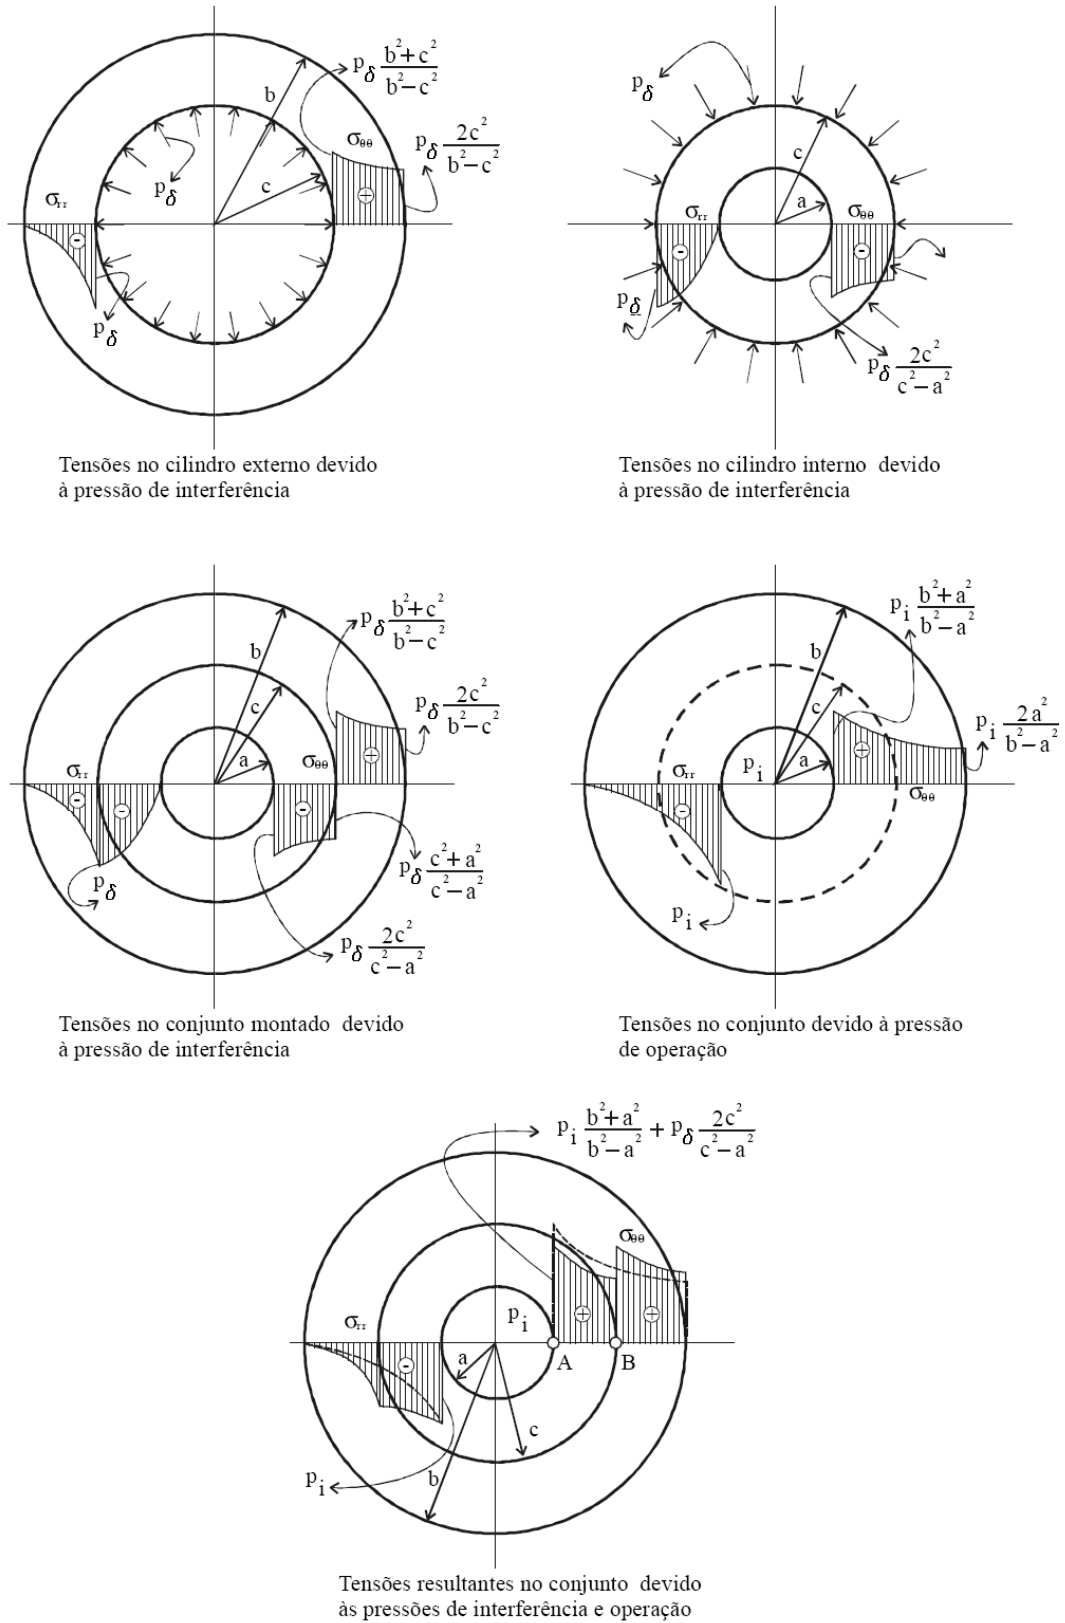 p_δ (b²+c²)/(b²−c²)
b
σ_θθ
p_δ 2c²/(b²−c²)
p_δ
c
σ_rr
+
-
p_δ
Tensões no cilindro externo devido
à pressão de interferência
p_δ
c
a
σ_rr
σ_θθ
-
-
p_δ
p_δ 2c²/(c²−a²)
Tensões no cilindro interno devido
à pressão de interferência
p_δ (b²+c²)/(b²−c²)
b
c
p_δ 2c²/(b²−c²)
a
σ_rr
σ_θθ
+
-
-
-
p_δ
p_δ (c²+a²)/(c²−a²)
p_δ 2c²/(c²−a²)
Tensões no conjunto montado devido
à pressão de interferência
p_i (b²+a²)/(b²−a²)
b
c
p_i 2a²/(b²−a²)
p_i
a
σ_rr
+
σ_θθ
-
p_i
Tensões no conjunto devido à pressão
de operação
p_i (b²+a²)/(b²−a²) + p_δ 2c²/(c²−a²)
σ_θθ
p_i
σ_rr
+
+
-
a
A
B
c
b
p_i
Tensões resultantes no conjunto devido
às pressões de interferência e operação